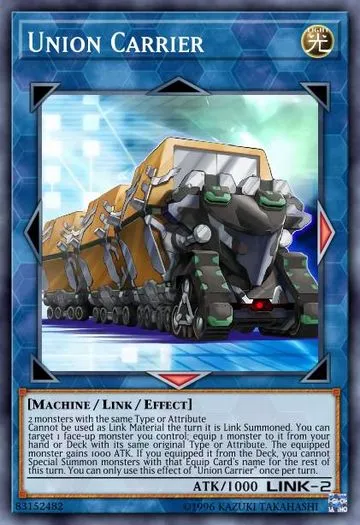 UNION CARRIER
LIGHT
光
[MACHINE / LINK / EFFECT]
2 monsters with the same Type or Attribute
Cannot be used as Link Material the turn it is Link Summoned. You can
target 1 face-up monster you control; equip 1 monster to it from your
hand or Deck with its same original Type or Attribute. The equipped
monster gains 1000 ATK. If you equipped it from the Deck, you cannot
Special Summon monsters with that Equip Card's name for the rest of
this turn. You can only use this effect of "Union Carrier" once per turn.
ATK/1000 LINK-2
83152482 ©1996 KAZUKI TAKAHASHI